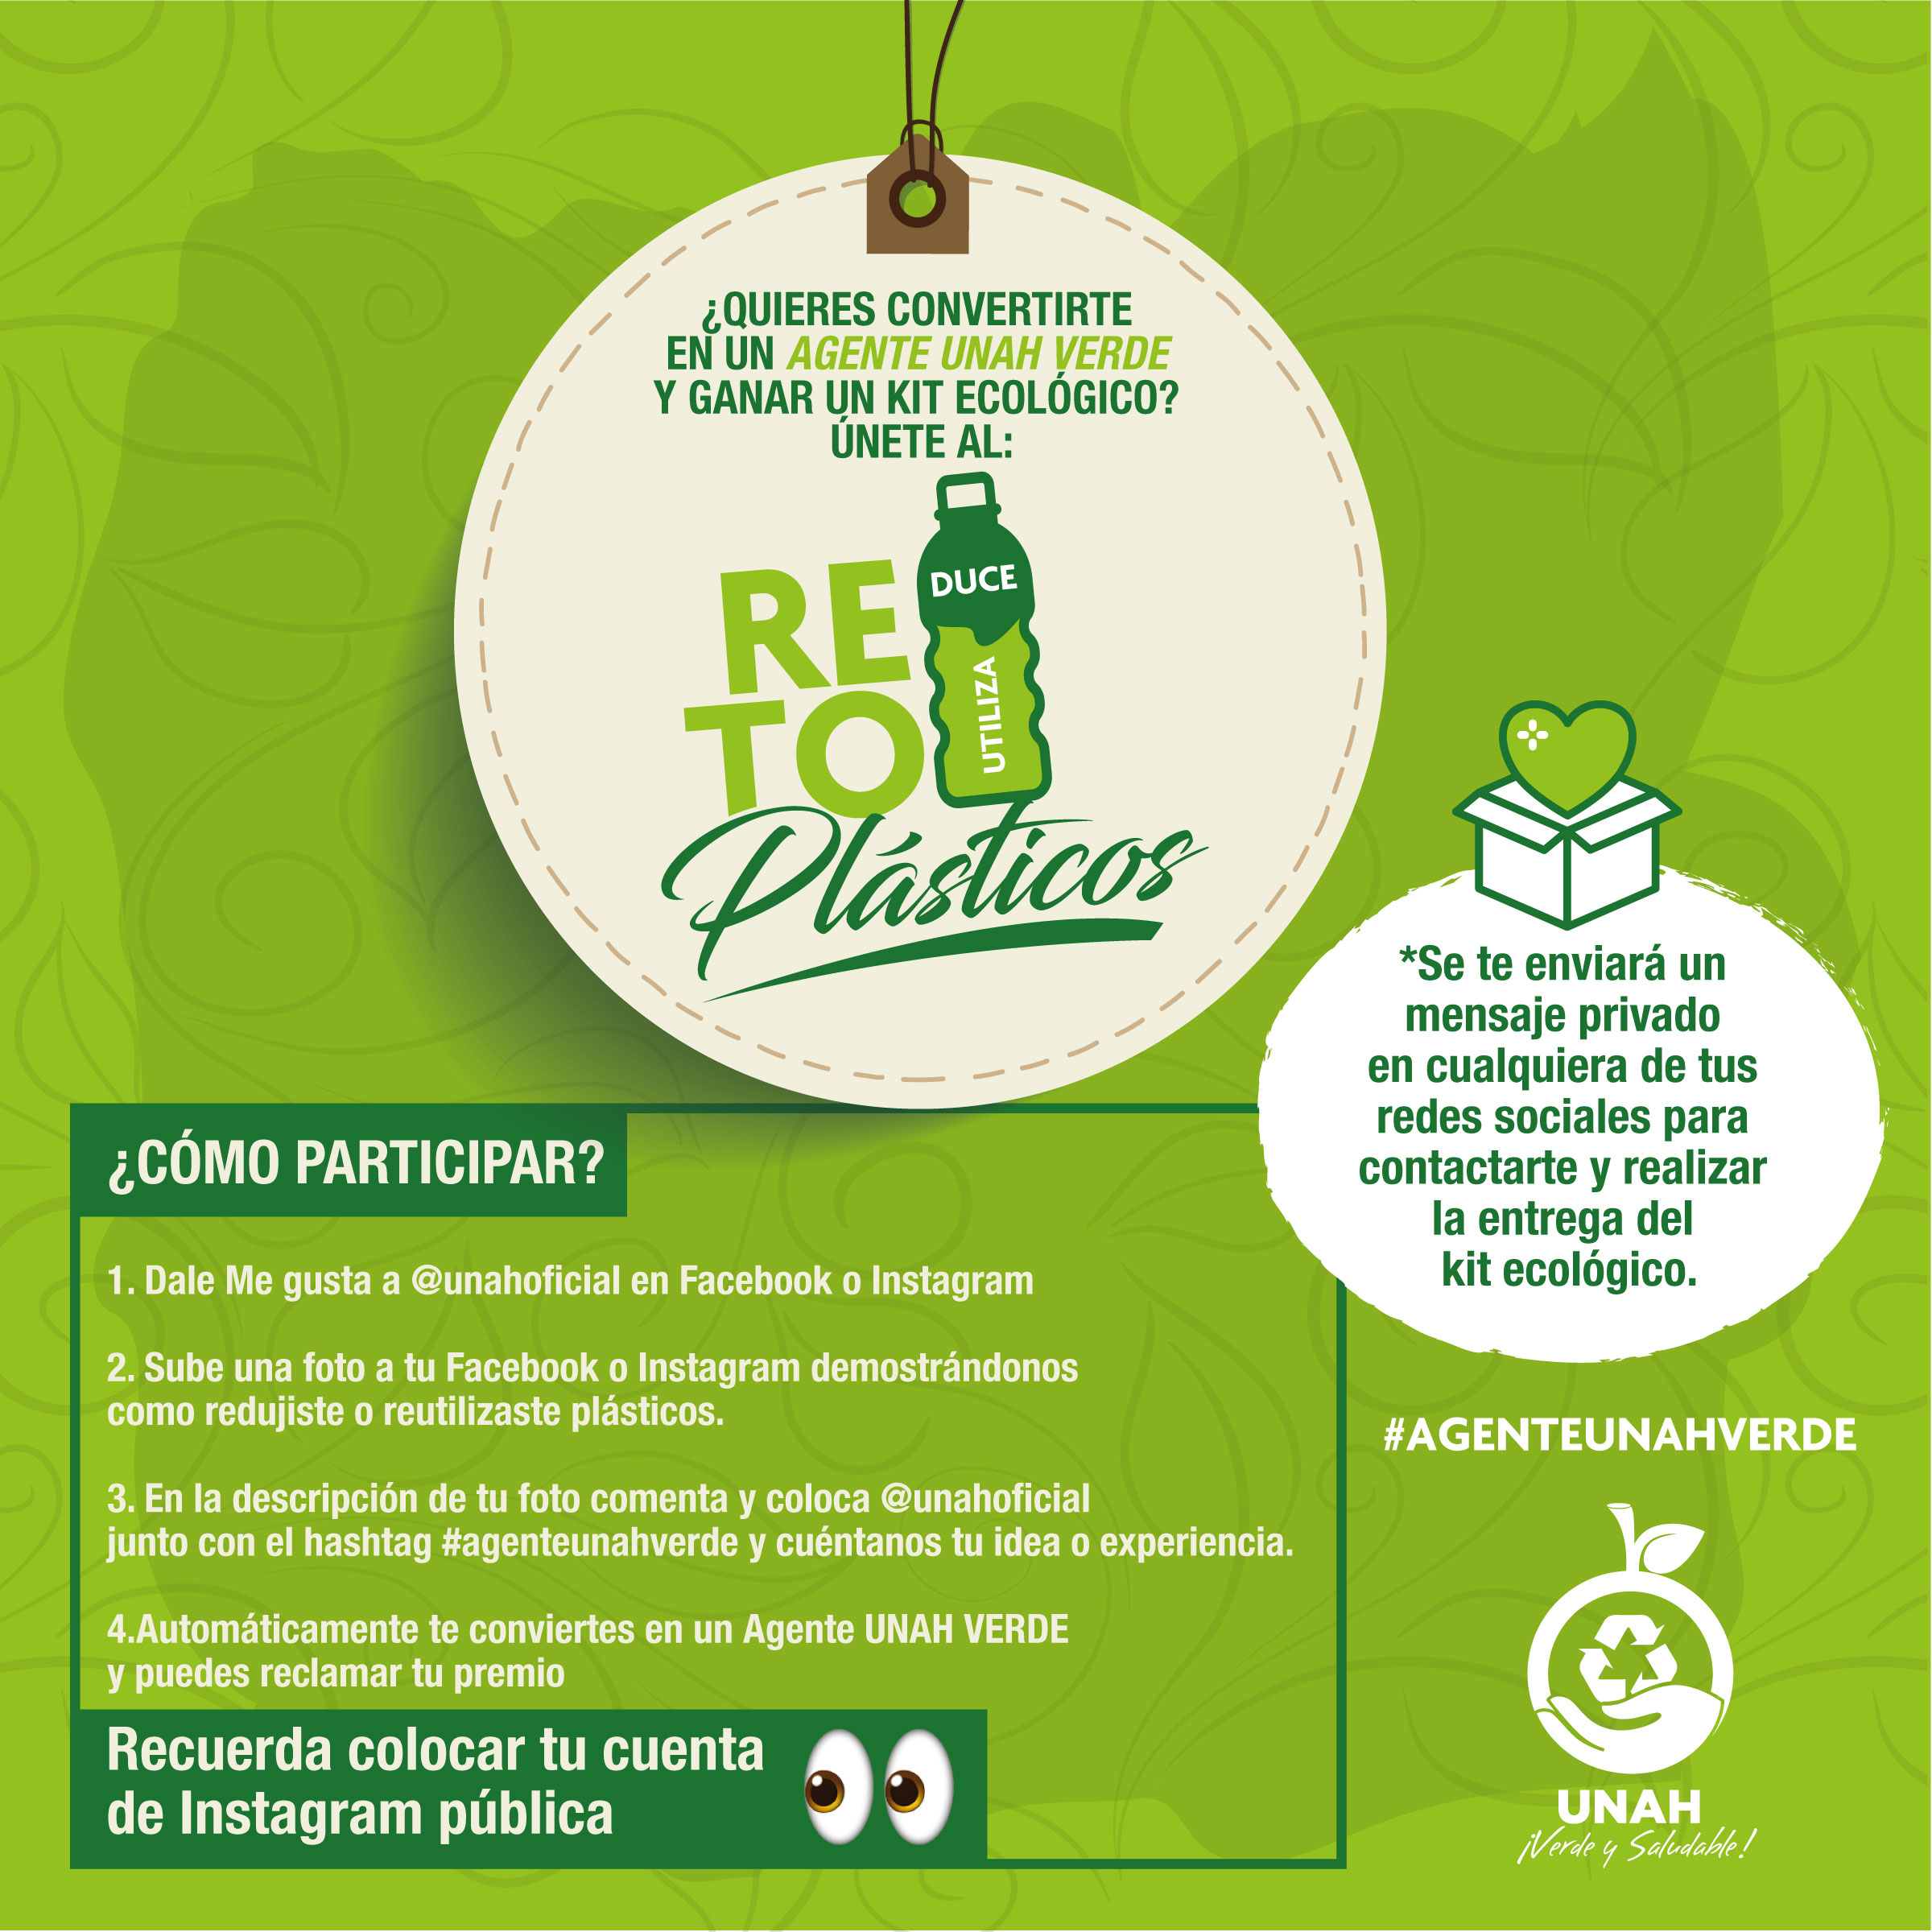 ¿QUIERES CONVERTIRTE
EN UN AGENTE UNAH VERDE
Y GANAR UN KIT ECOLÓGICO?
ÚNETE AL:
RE
DUCE
TO
UTILIZA
Plásticos
*Se te enviará un
mensaje privado
en cualquiera de tus
redes sociales para
contactarte y realizar
la entrega del
kit ecológico.
¿CÓMO PARTICIPAR?
1. Dale Me gusta a @unahoficial en Facebook o Instagram
2. Sube una foto a tu Facebook o Instagram demostrándonos
como redujiste o reutilizaste plásticos.
3. En la descripción de tu foto comenta y coloca @unahoficial
junto con el hashtag #agenteunahverde y cuéntanos tu idea o experiencia.
4.Automáticamente te conviertes en un Agente UNAH VERDE
y puedes reclamar tu premio
Recuerda colocar tu cuenta
de Instagram pública
#AGENTEUNAHVERDE
UNAH
¡Verde y Saludable!